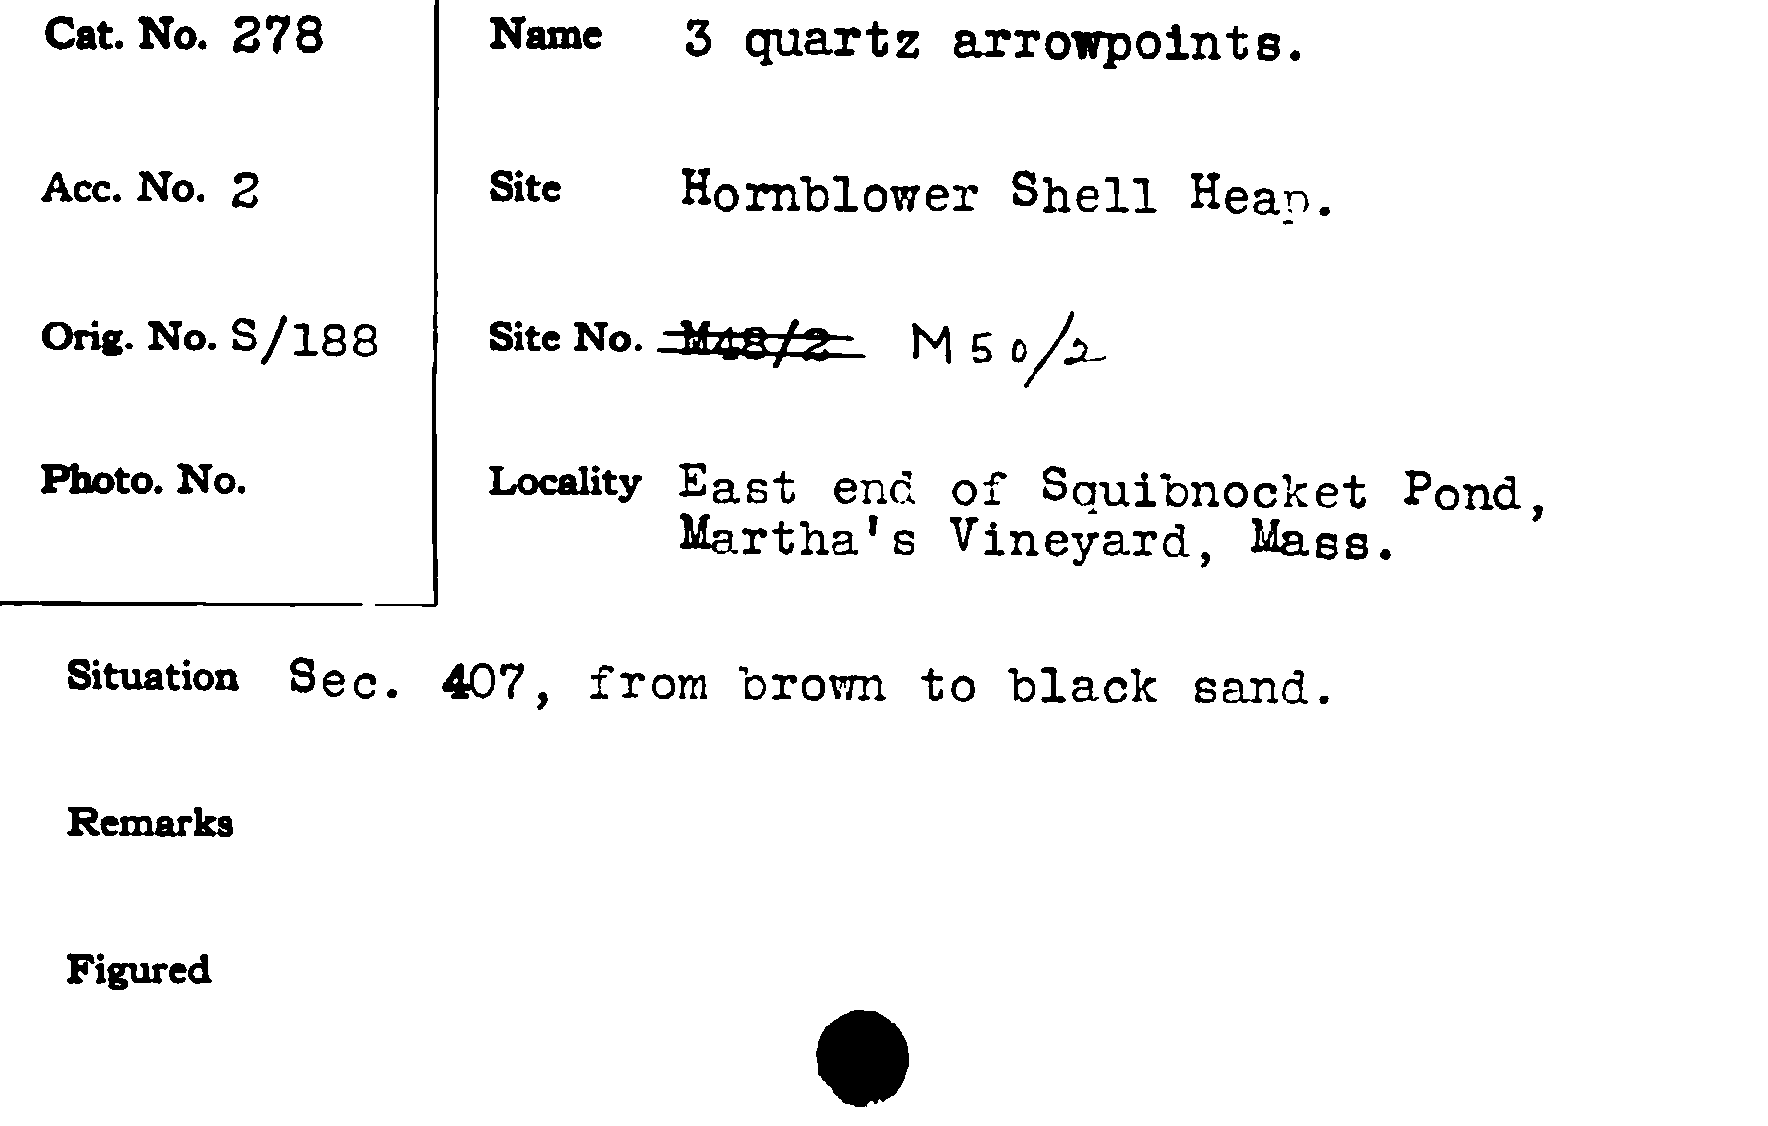 Cat. No. 278
Name 3 quartz arrowpoints.
Acc. No. 2
Site Hornblower Shell Heap.
Orig. No. S/188
Site No. M48/2 M50/2
Photo. No.
Locality East end of Squibnocket Pond,
Martha's Vineyard, Mass.
Situation Sec. 407, from brown to black sand.
Remarks
Figured